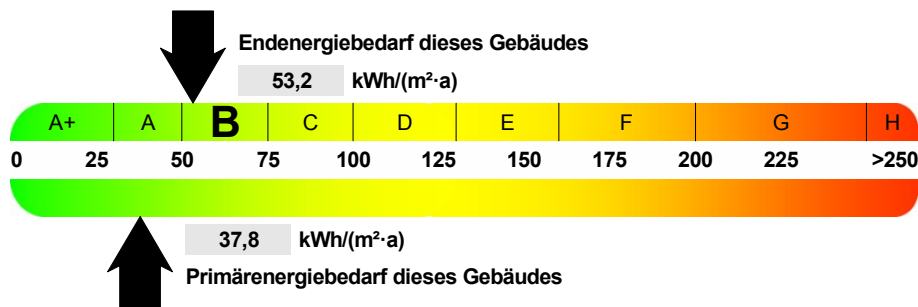 Endenergiebedarf dieses Gebäudes
53,2 kWh/(m²·a)
A+ A B C D E F G H
0 25 50 75 100 125 150 175 200 225 >250
37,8 kWh/(m²·a)
Primärenergiebedarf dieses Gebäudes